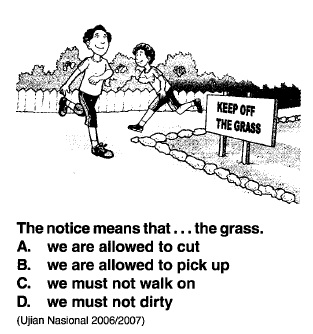 KEEP OFF
THE GRASS
The notice means that . . . the grass.
A. we are allowed to cut
B. we are allowed to pick up
C. we must not walk on
D. we must not dirty
(Ujian Nasional 2006/2007)